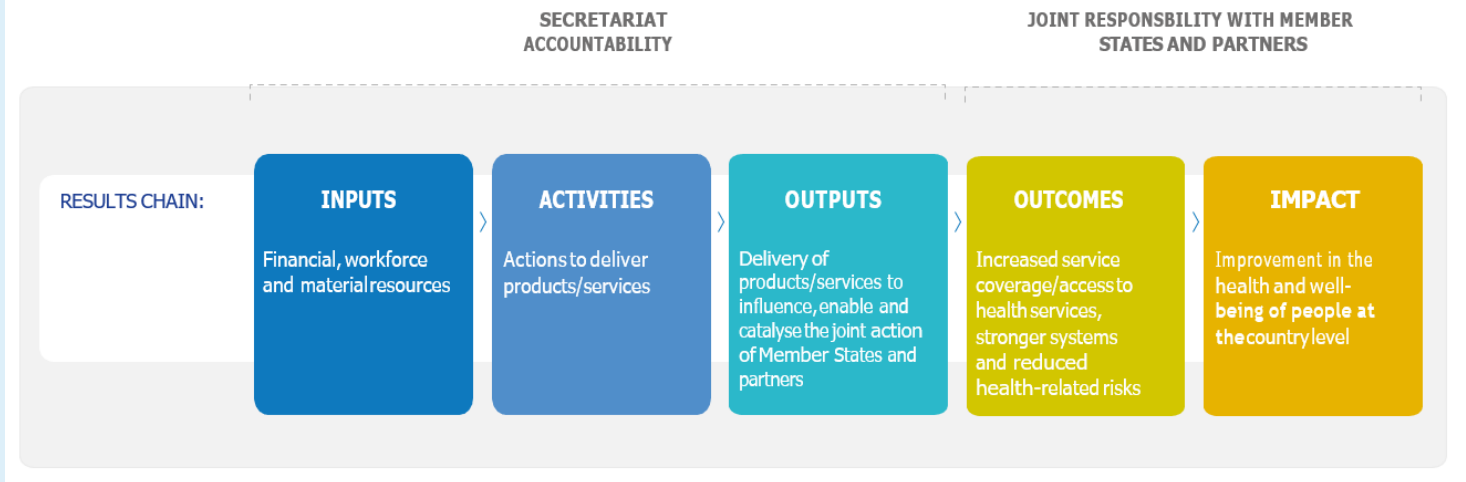 SECRETARIAT
ACCOUNTABILITY
JOINT RESPONSBILITY WITH MEMBER
STATES AND PARTNERS
RESULTS CHAIN:
INPUTS
Financial, workforce
and material resources
ACTIVITIES
Actions to deliver
products/services
OUTPUTS
Delivery of
products/services to
influence, enable and
catalyse the joint action
of Member States and
partners
OUTCOMES
Increased service
coverage/access to
health services,
stronger systems
and reduced
health-related risks
IMPACT
Improvement in the
health and well-
being of people at
the country level